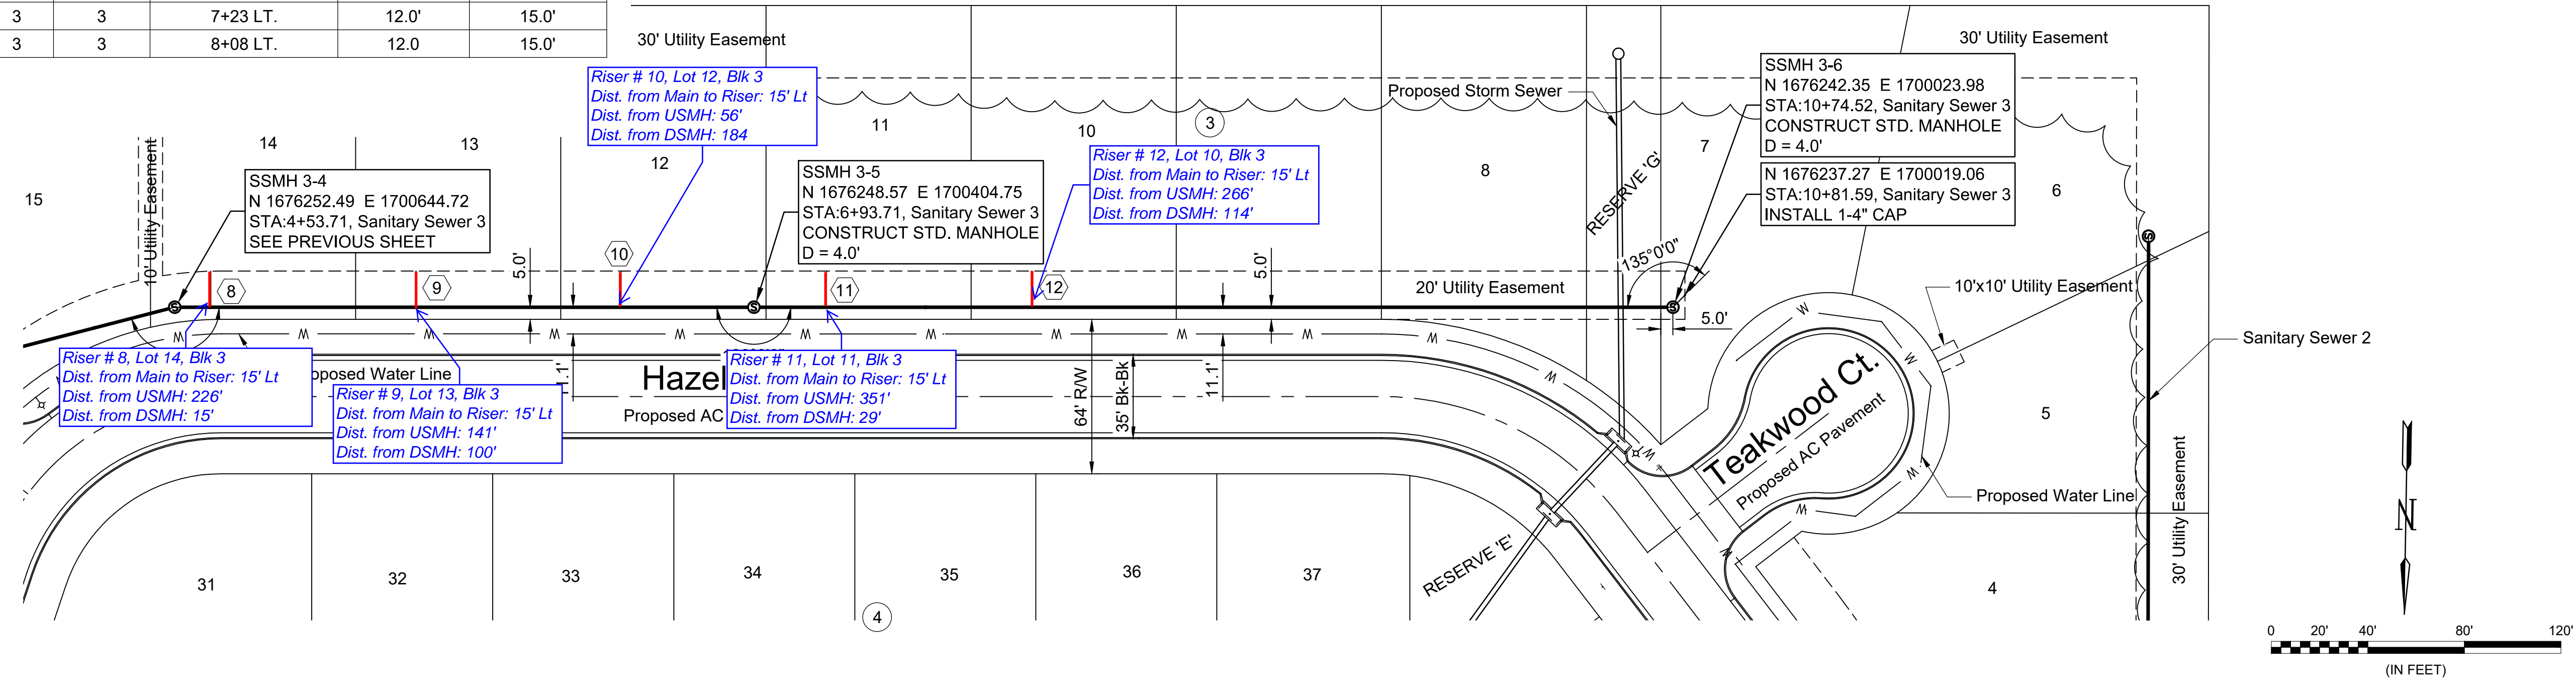 3 3 7+23 LT. 12.0' 15.0'
3 3 8+08 LT. 12.0 15.0'
30' Utility Easement
30' Utility Easement
Riser # 10, Lot 12, Blk 3
Dist. from Main to Riser: 15' Lt
Dist. from USMH: 56'
Dist. from DSMH: 184
SSMH 3-6
N 1676242.35 E 1700023.98
STA:10+74.52, Sanitary Sewer 3
CONSTRUCT STD. MANHOLE
D = 4.0'
Proposed Storm Sewer
15
14
13
12
11
10
3
8
7
6
10' Utility Easement
SSMH 3-4
N 1676252.49 E 1700644.72
STA:4+53.71, Sanitary Sewer 3
SEE PREVIOUS SHEET
SSMH 3-5
N 1676248.57 E 1700404.75
STA:6+93.71, Sanitary Sewer 3
CONSTRUCT STD. MANHOLE
D = 4.0'
Riser # 12, Lot 10, Blk 3
Dist. from Main to Riser: 15' Lt
Dist. from USMH: 266'
Dist. from DSMH: 114'
N 1676237.27 E 1700019.06
STA:10+81.59, Sanitary Sewer 3
INSTALL 1-4" CAP
RESERVE 'G'
135°0'0"
S
8
9
5.0'
10
S
11
12
5.0'
20' Utility Easement
S
5.0'
S
10'x10' Utility Easement
Sanitary Sewer 2
W W W W W W W W W W W W W W W W W W
Riser # 8, Lot 14, Blk 3
Dist. from Main to Riser: 15' Lt
Dist. from USMH: 226'
Dist. from DSMH: 15'
oposed Water Line
Riser # 9, Lot 13, Blk 3
Dist. from Main to Riser: 15' Lt
Dist. from USMH: 141'
Dist. from DSMH: 100'
1.1'
Hazel
Proposed AC
Riser # 11, Lot 11, Blk 3
Dist. from Main to Riser: 15' Lt
Dist. from USMH: 351'
Dist. from DSMH: 29'
64' R/W
35' Bk-Bk
11.1'
Teakwood Ct.
Proposed AC Pavement
5
Proposed Water Line
30' Utility Easement
RESERVE 'E'
31
32
33
34
35
36
37
4
4
N
0 20' 40' 80' 120'
(IN FEET)